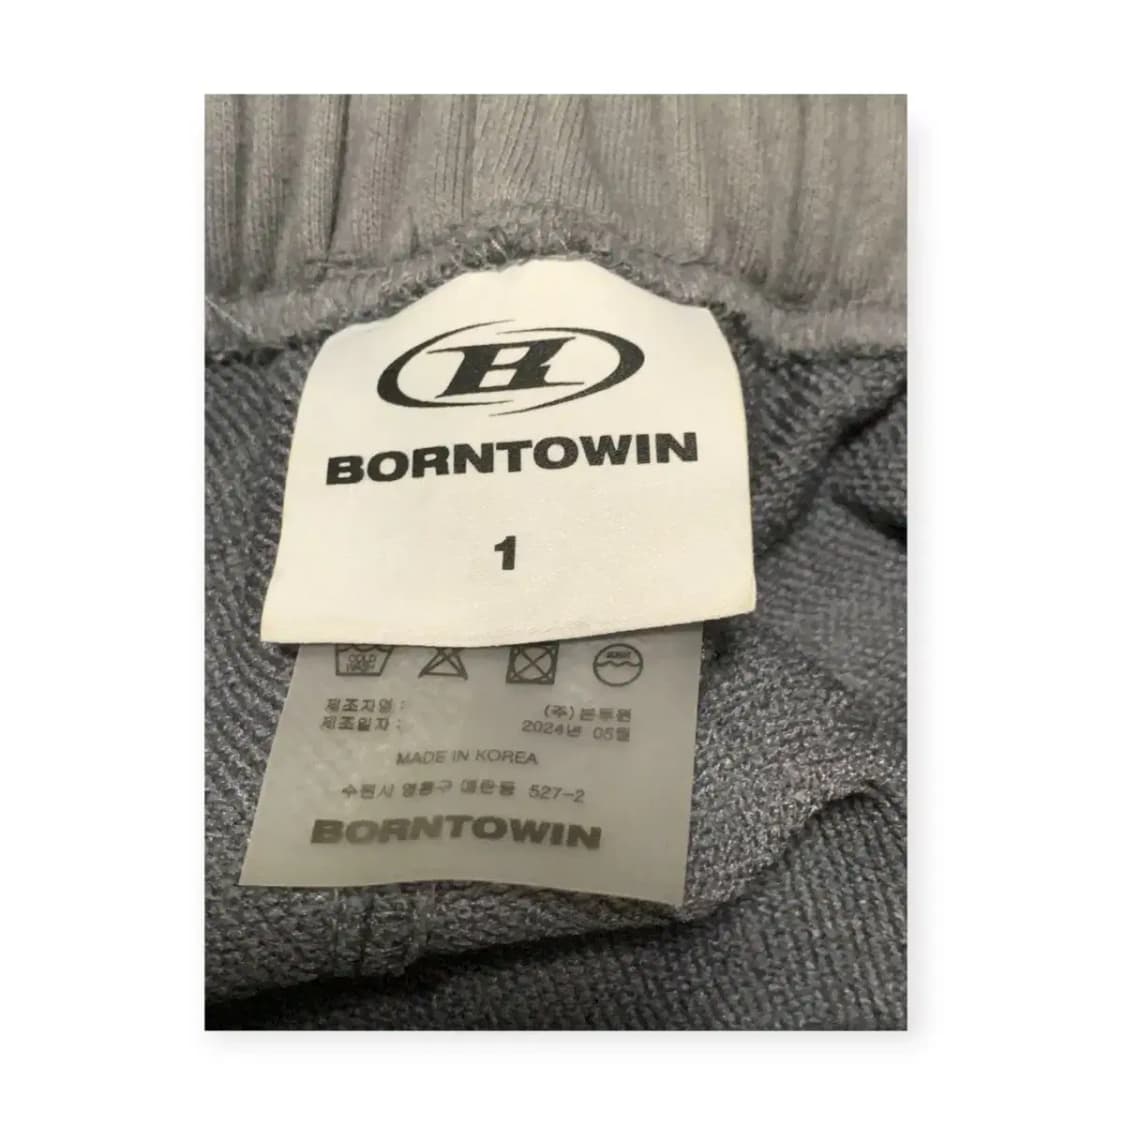 B
BORNTOWIN
1
COLD
제조자명 : (주)본투윈
제조일자 : 2024년 05월
MADE IN KOREA
수원시 영통구 매탄동 527-2
BORNTOWIN